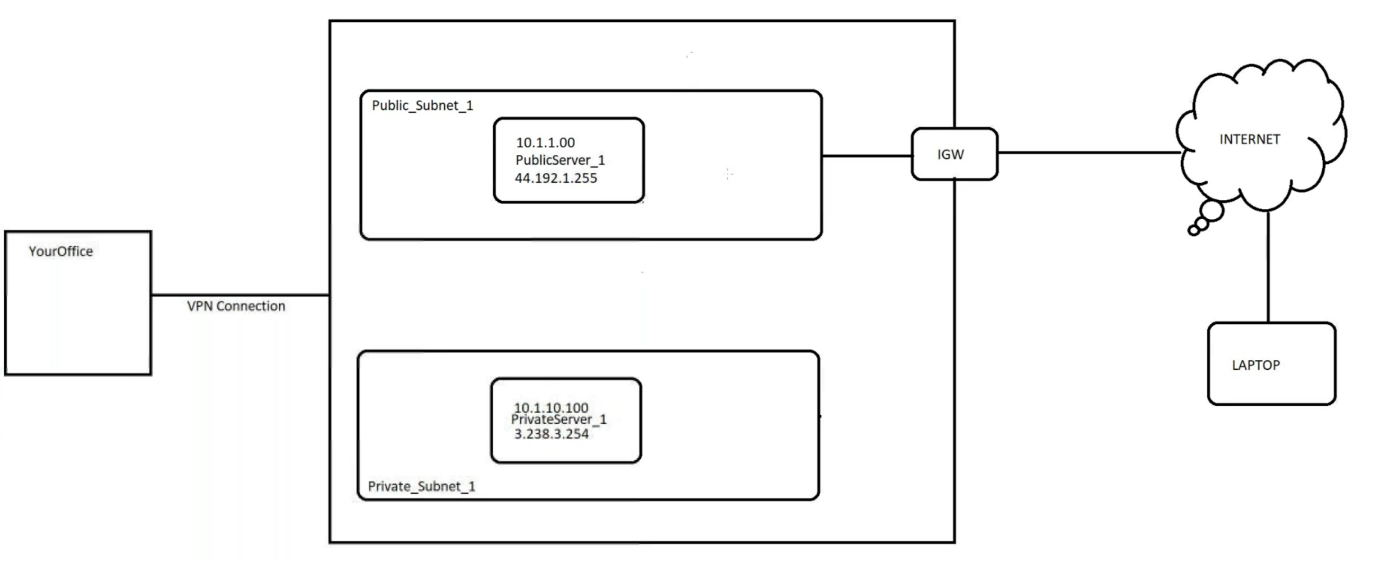 Public_Subnet_1
10.1.1.00
PublicServer_1
44.192.1.255
IGW
INTERNET
YourOffice
VPN Connection
LAPTOP
10.1.10.100
PrivateServer_1
3.238.3.254
Private_Subnet_1